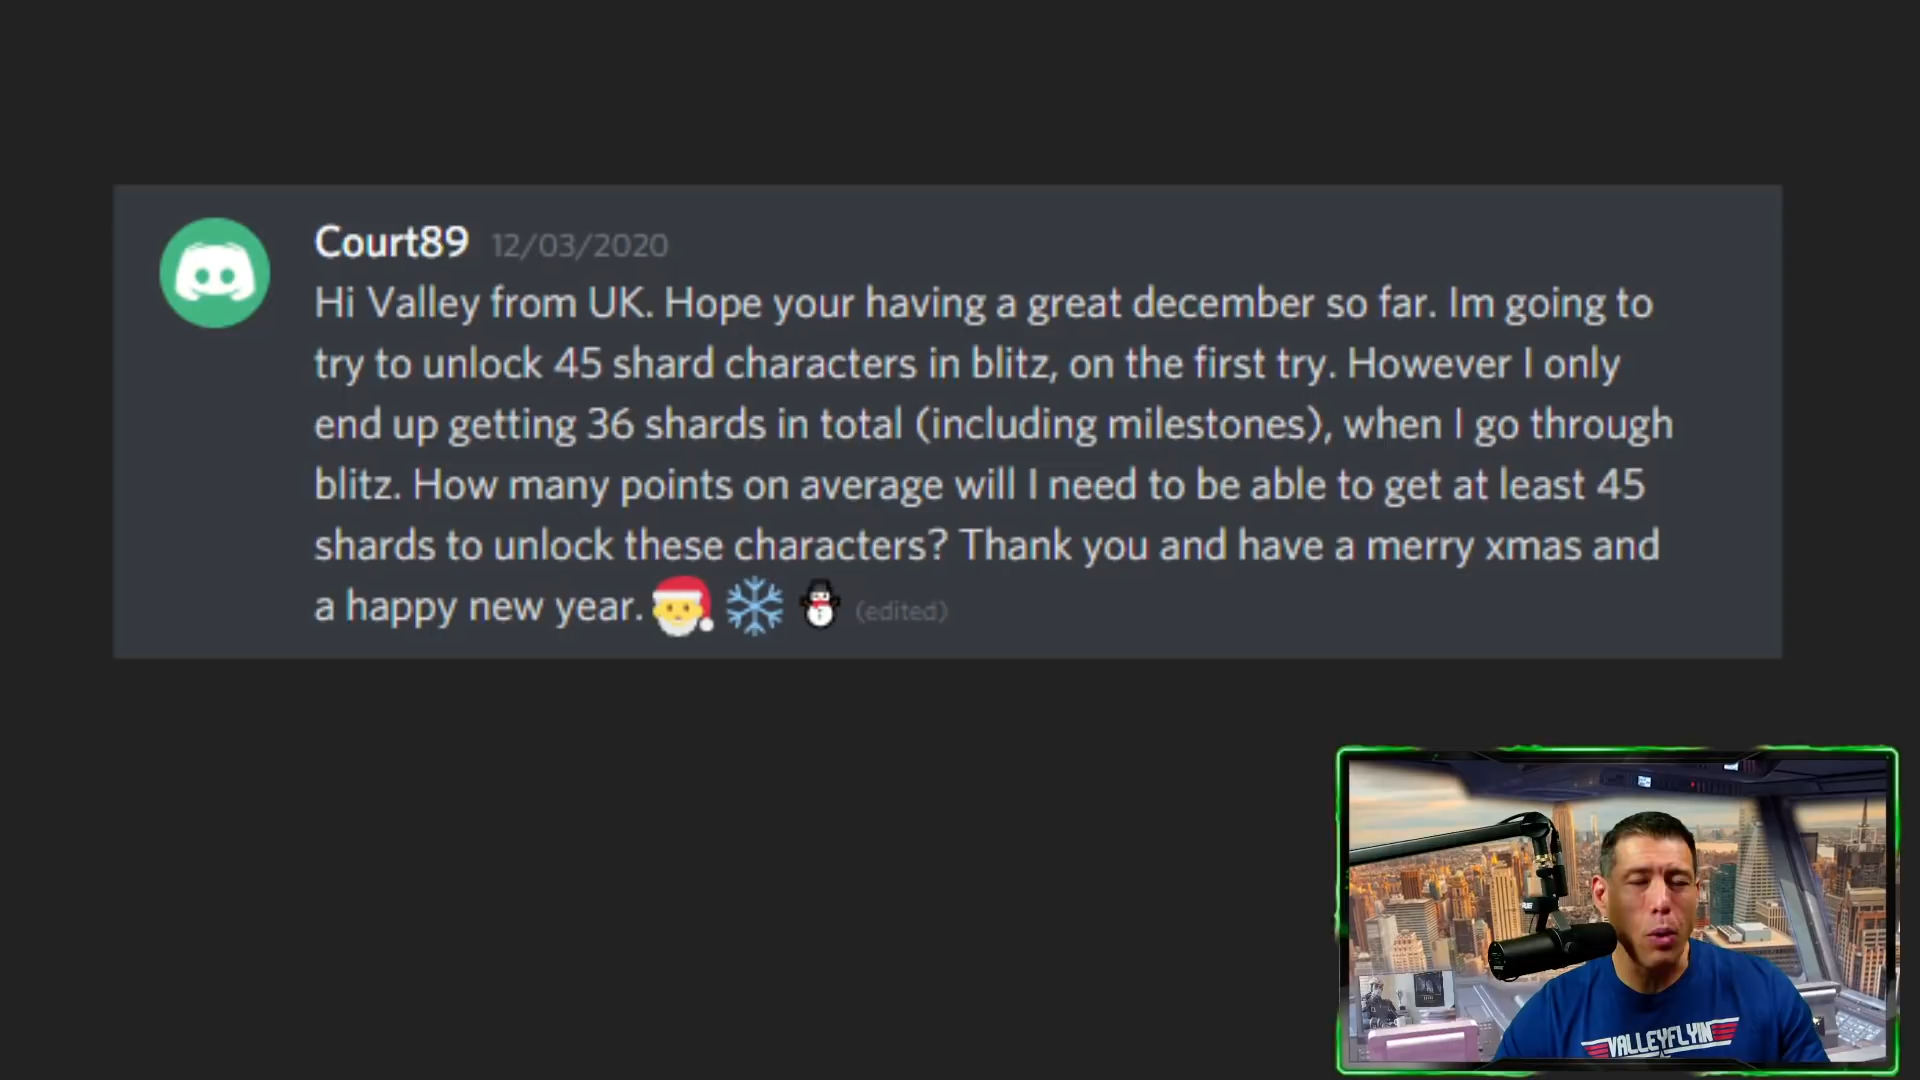 Court89 12/03/2020
Hi Valley from UK. Hope your having a great december so far. Im going to
try to unlock 45 shard characters in blitz, on the first try. However I only
end up getting 36 shards in total (including milestones), when I go through
blitz. How many points on average will I need to be able to get at least 45
shards to unlock these characters? Thank you and have a merry xmas and
a happy new year. (edited)
VALLEYFLYIN